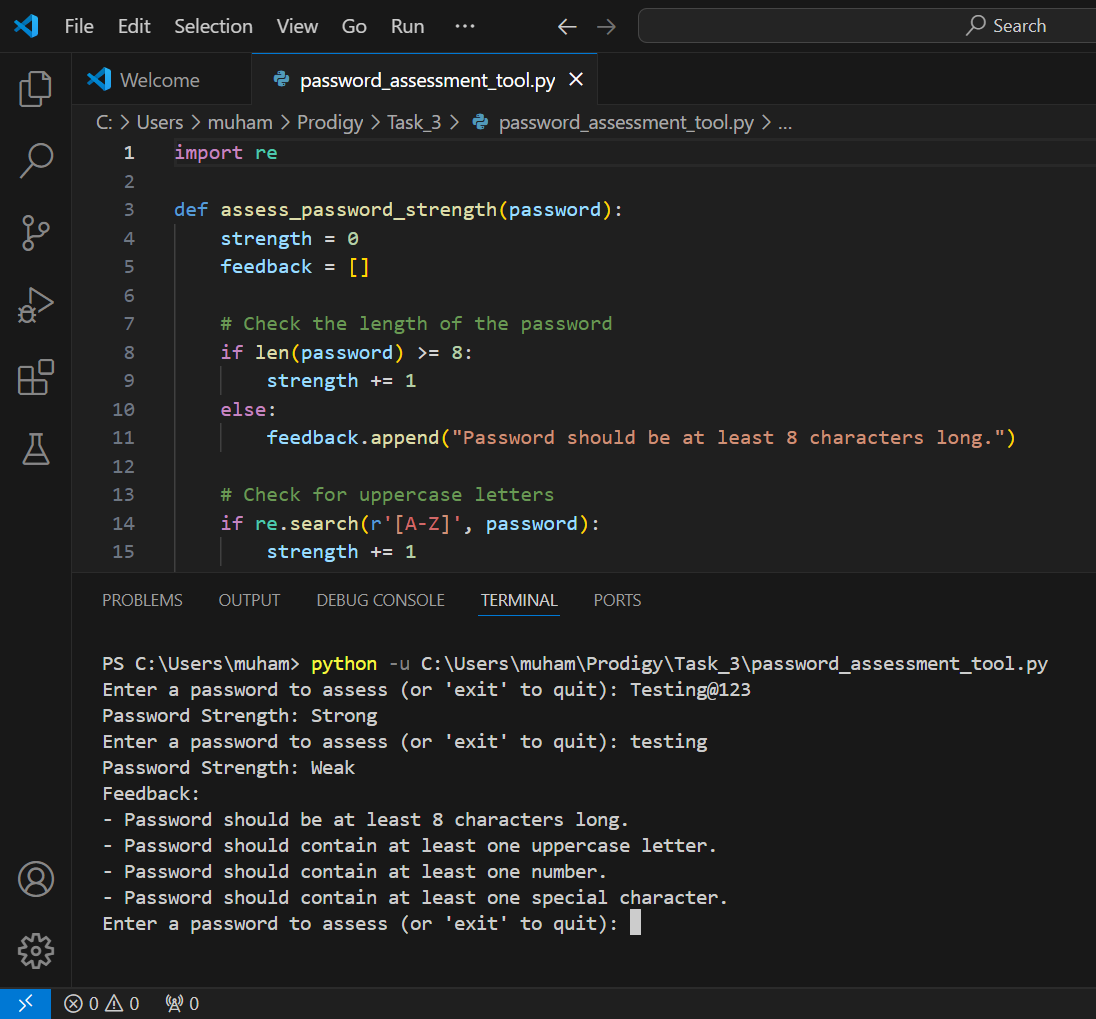 File Edit Selection View Go Run ··· Search
Welcome password_assessment_tool.py
C: > Users > muham > Prodigy > Task_3 > password_assessment_tool.py > ...
1 import re
2
3 def assess_password_strength(password):
4     strength = 0
5     feedback = []
6
7     # Check the length of the password
8     if len(password) >= 8:
9         strength += 1
10     else:
11         feedback.append("Password should be at least 8 characters long.")
12
13     # Check for uppercase letters
14     if re.search(r'[A-Z]', password):
15         strength += 1
PROBLEMS OUTPUT DEBUG CONSOLE TERMINAL PORTS
PS C:\Users\muham> python -u C:\Users\muham\Prodigy\Task_3\password_assessment_tool.py
Enter a password to assess (or 'exit' to quit): Testing@123
Password Strength: Strong
Enter a password to assess (or 'exit' to quit): testing
Password Strength: Weak
Feedback:
- Password should be at least 8 characters long.
- Password should contain at least one uppercase letter.
- Password should contain at least one number.
- Password should contain at least one special character.
Enter a password to assess (or 'exit' to quit):
0 0 0